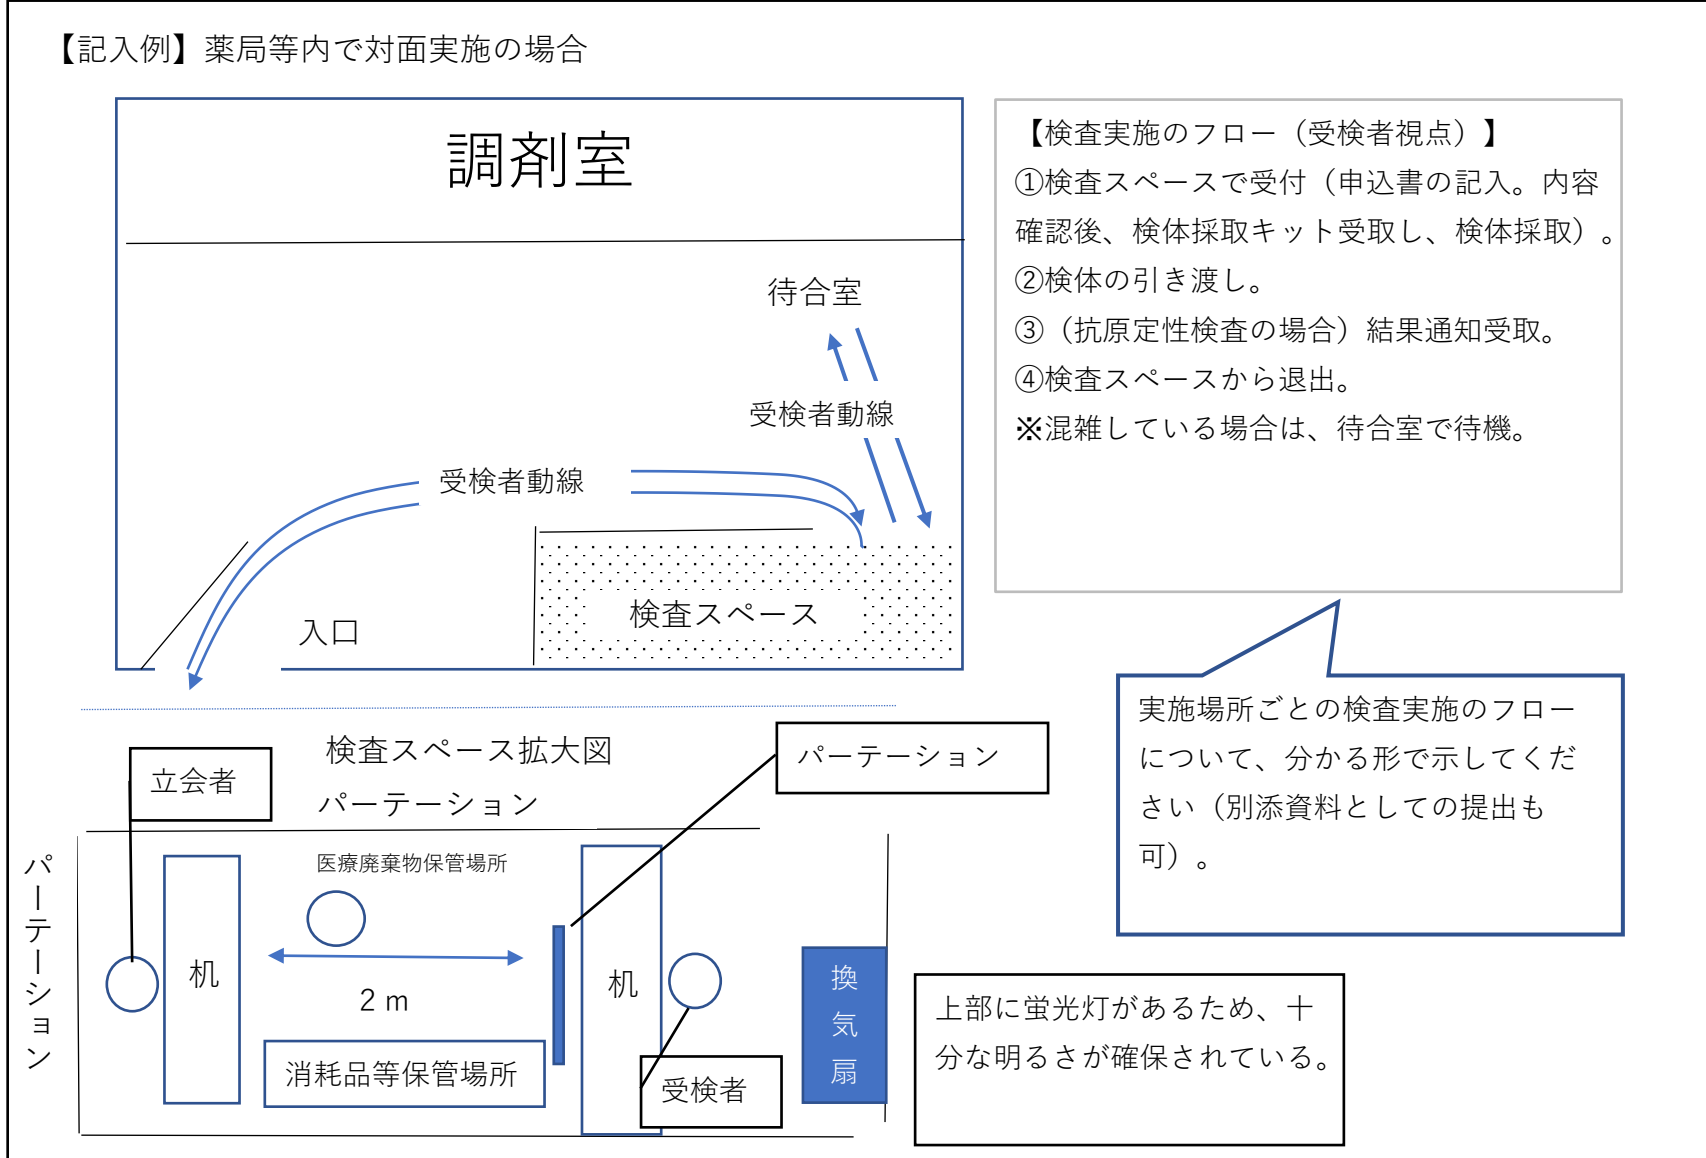 【記入例】薬局等内で対面実施の場合
調剤室
待合室
受検者動線
受検者動線
検査スペース
入口
【検査実施のフロー（受検者視点）】
①検査スペースで受付（申込書の記入。内容
確認後、検体採取キット受取し、検体採取）。
②検体の引き渡し。
③（抗原定性検査の場合）結果通知受取。
④検査スペースから退出。
※混雑している場合は、待合室で待機。
実施場所ごとの検査実施のフロー
について、分かる形で示してくだ
さい（別添資料としての提出も
可）。
検査スペース拡大図
立会者
パーテーション
パーテーション
パーテーション
医療廃棄物保管場所
机
2 m
机
消耗品等保管場所
受検者
換気扇
上部に蛍光灯があるため、十
分な明るさが確保されている。